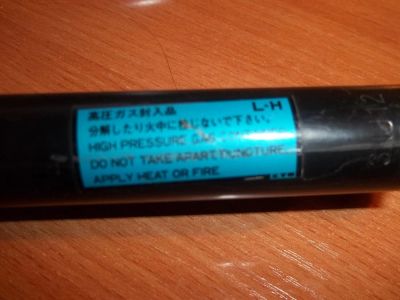 高圧ガス封入品 L-H
分解したり火中に投じないで下さい。
HIGH PRESSURE GAS
DO NOT TAKE APART
APPLY HEAT OR FIRE